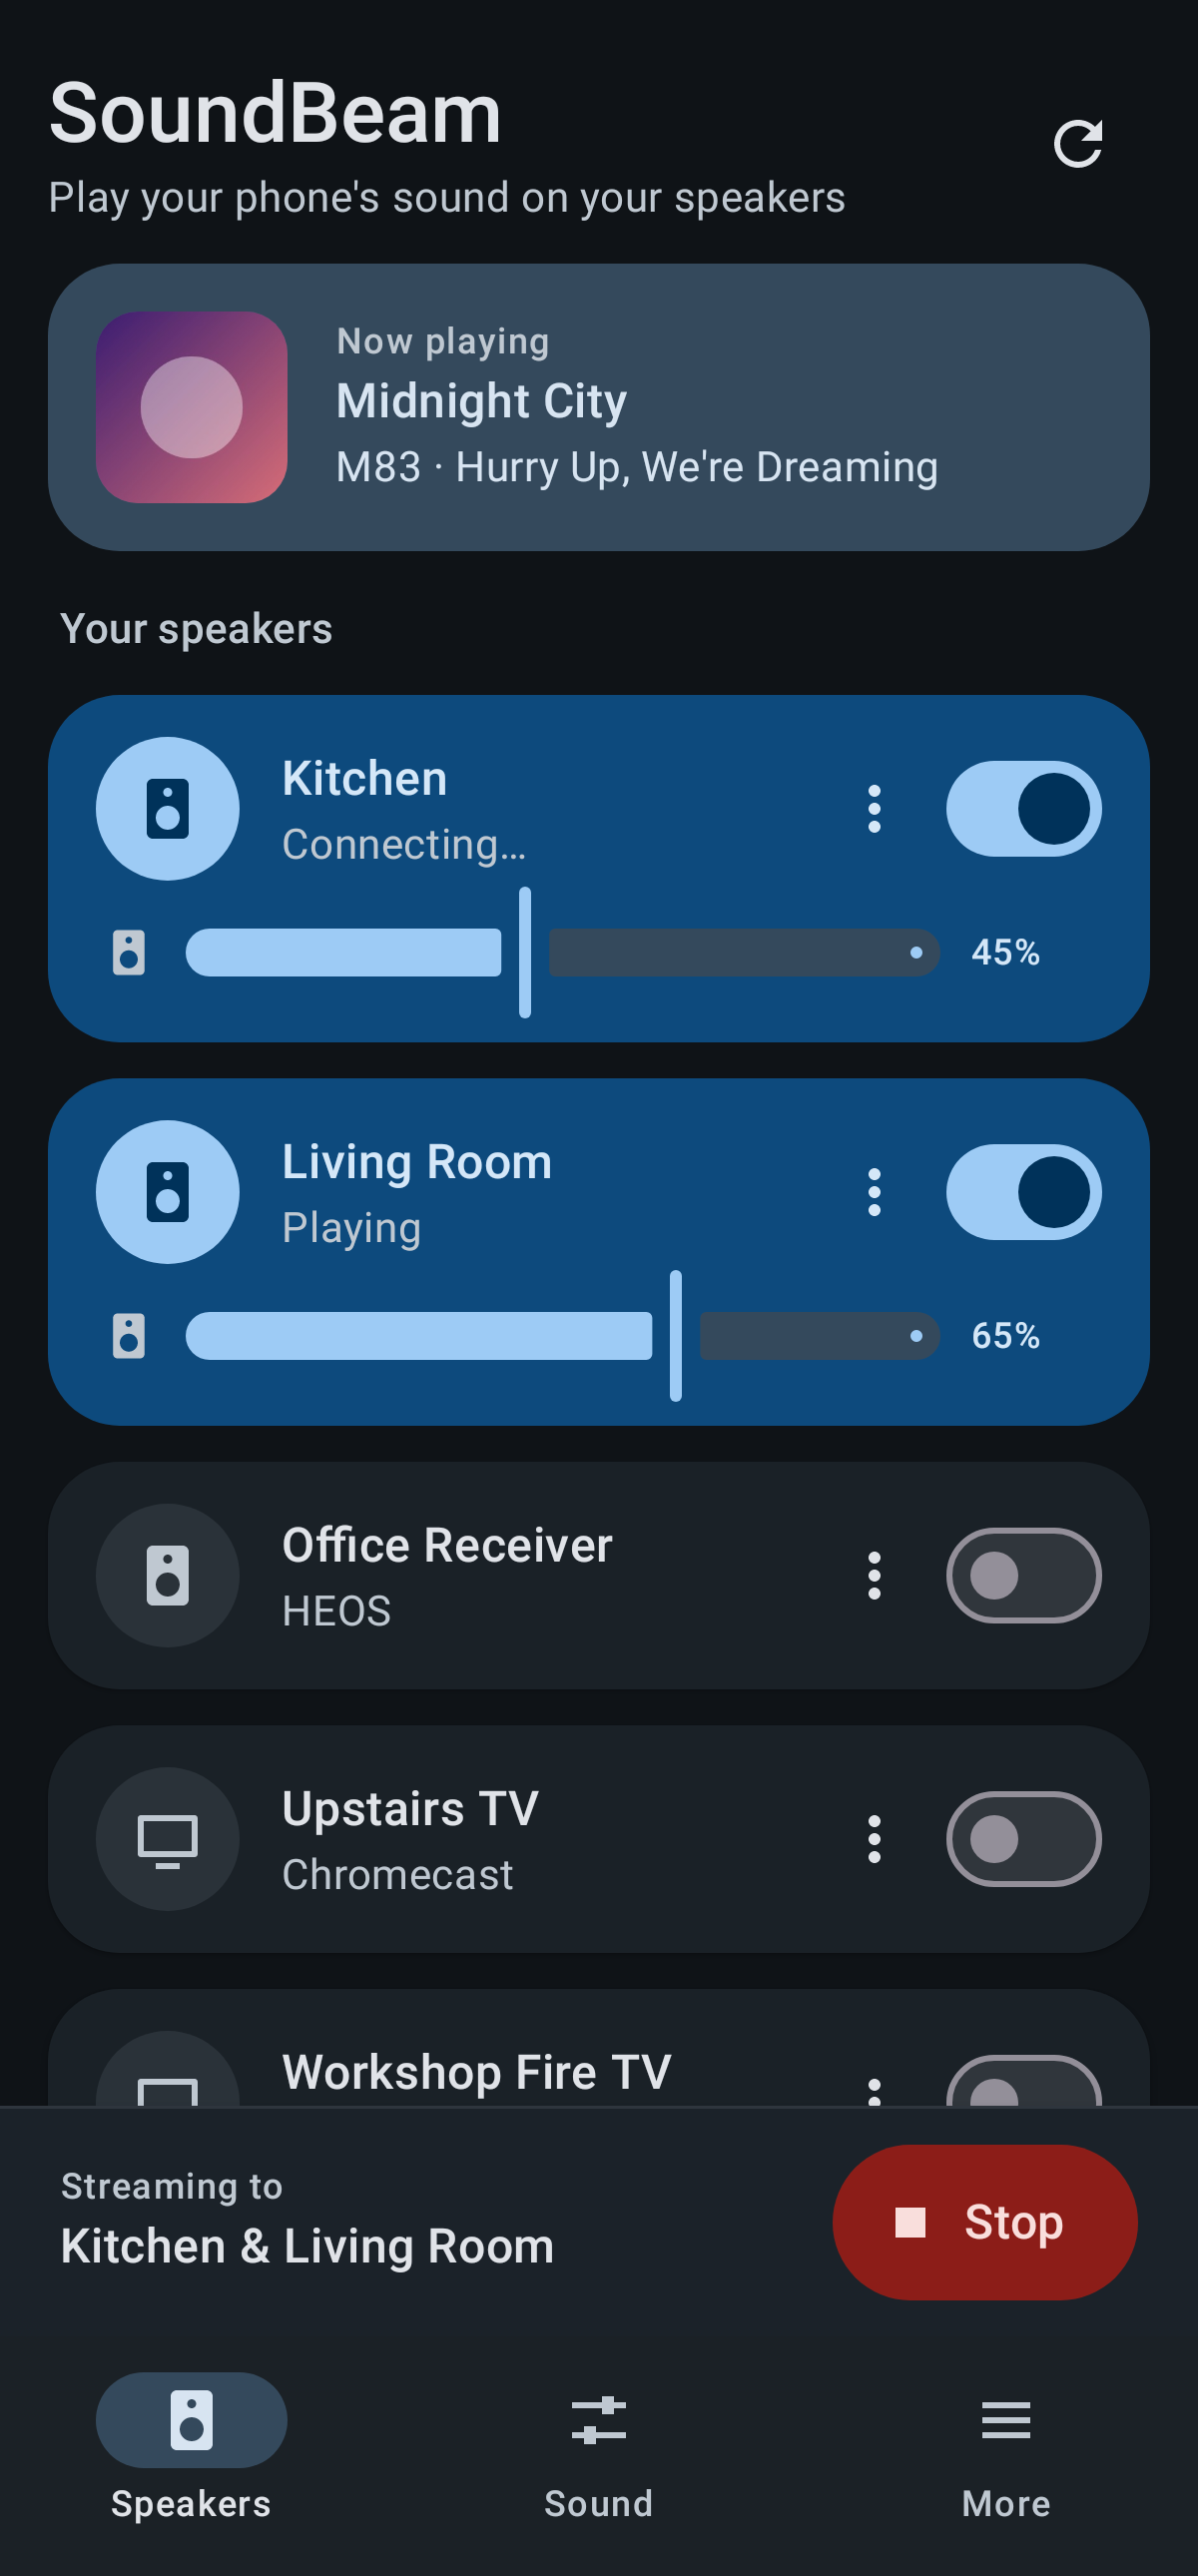 SoundBeam
Play your phone's sound on your speakers
Now playing
Midnight City
M83 · Hurry Up, We're Dreaming
Your speakers
Kitchen
Connecting…
45%
Living Room
Playing
65%
Office Receiver
HEOS
Upstairs TV
Chromecast
Workshop Fire TV
Streaming to
Kitchen & Living Room
Stop
Speakers
Sound
More